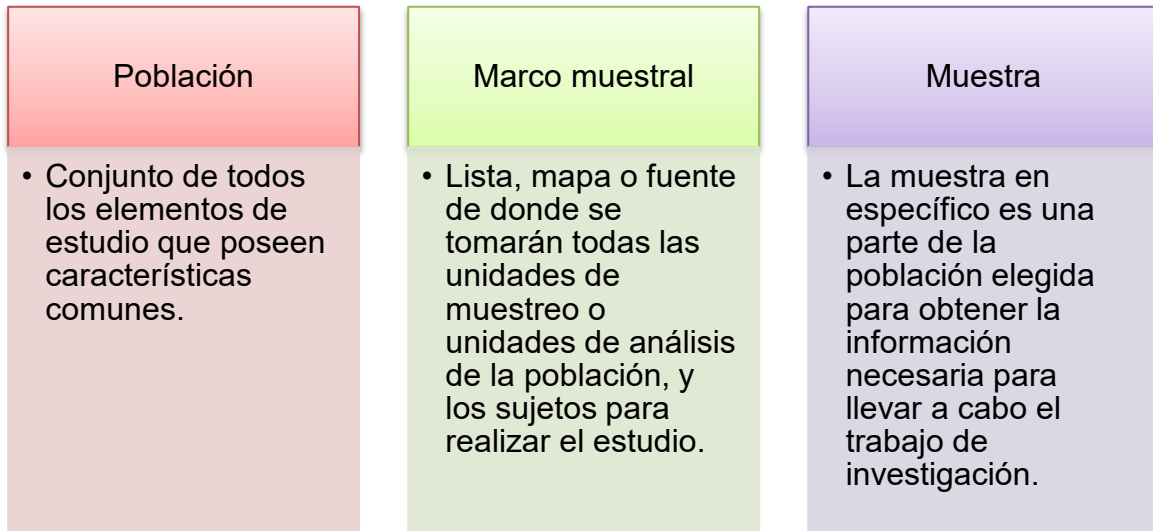 Población
• Conjunto de todos
los elementos de
estudio que poseen
características
comunes.
Marco muestral
• Lista, mapa o fuente
de donde se
tomarán todas las
unidades de
muestreo o
unidades de análisis
de la población, y
los sujetos para
realizar el estudio.
Muestra
• La muestra en
específico es una
parte de la
población elegida
para obtener la
información
necesaria para
llevar a cabo el
trabajo de
investigación.